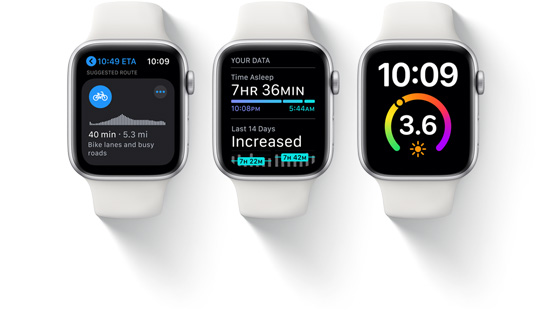 10:49 ETA 10:09
SUGGESTED ROUTE
40 min · 5.3 mi
Bike lanes and busy
roads
YOUR DATA
Time Asleep
7HR 36MIN
10:08PM 5:44AM
Last 14 Days
Increased
7H 22M 7H 42M
10:09
3.6